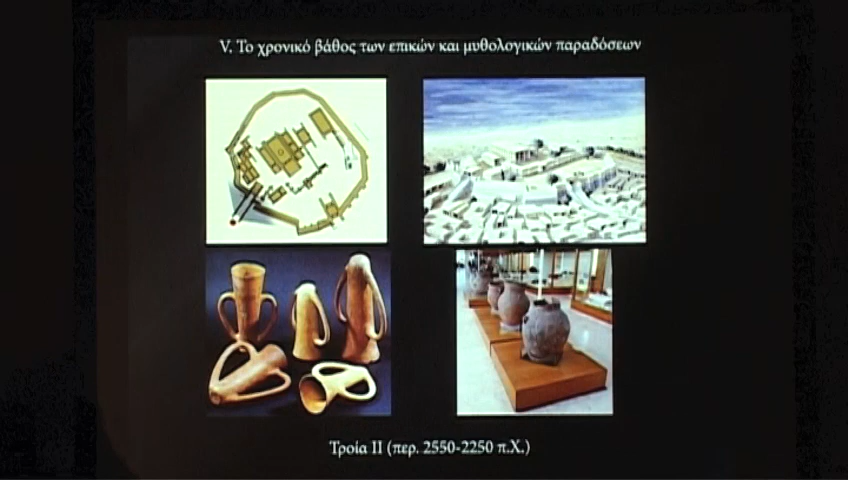 V. Το χρονικό βάθος των επικών και μυθολογικών παραδόσεων
Τροία ΙΙ (περ. 2550-2250 π.Χ.)